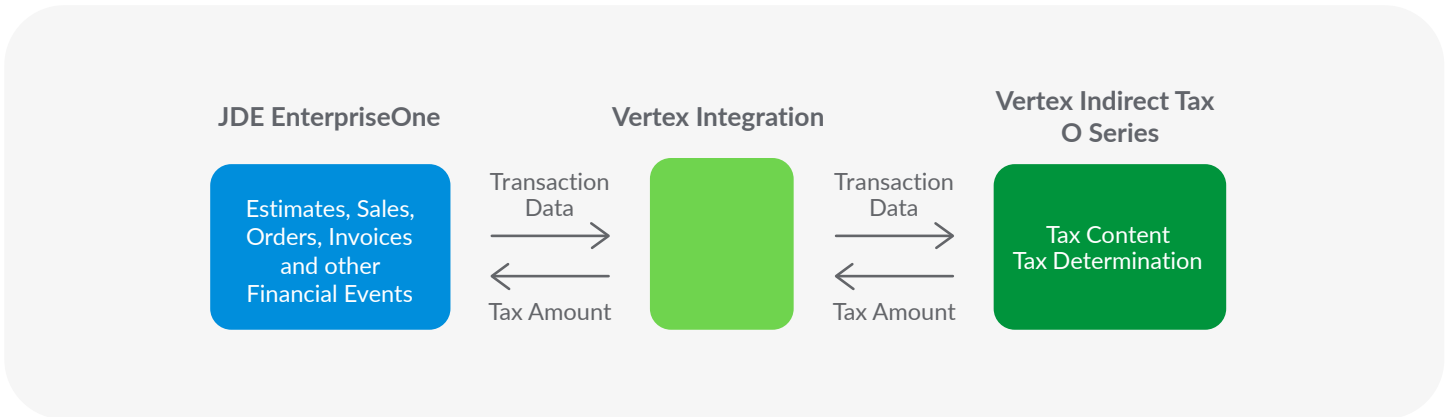 JDE EnterpriseOne
Estimates, Sales,
Orders, Invoices
and other
Financial Events
Transaction
Data
Tax Amount
Vertex Integration
Transaction
Data
Tax Amount
Vertex Indirect Tax
O Series
Tax Content
Tax Determination